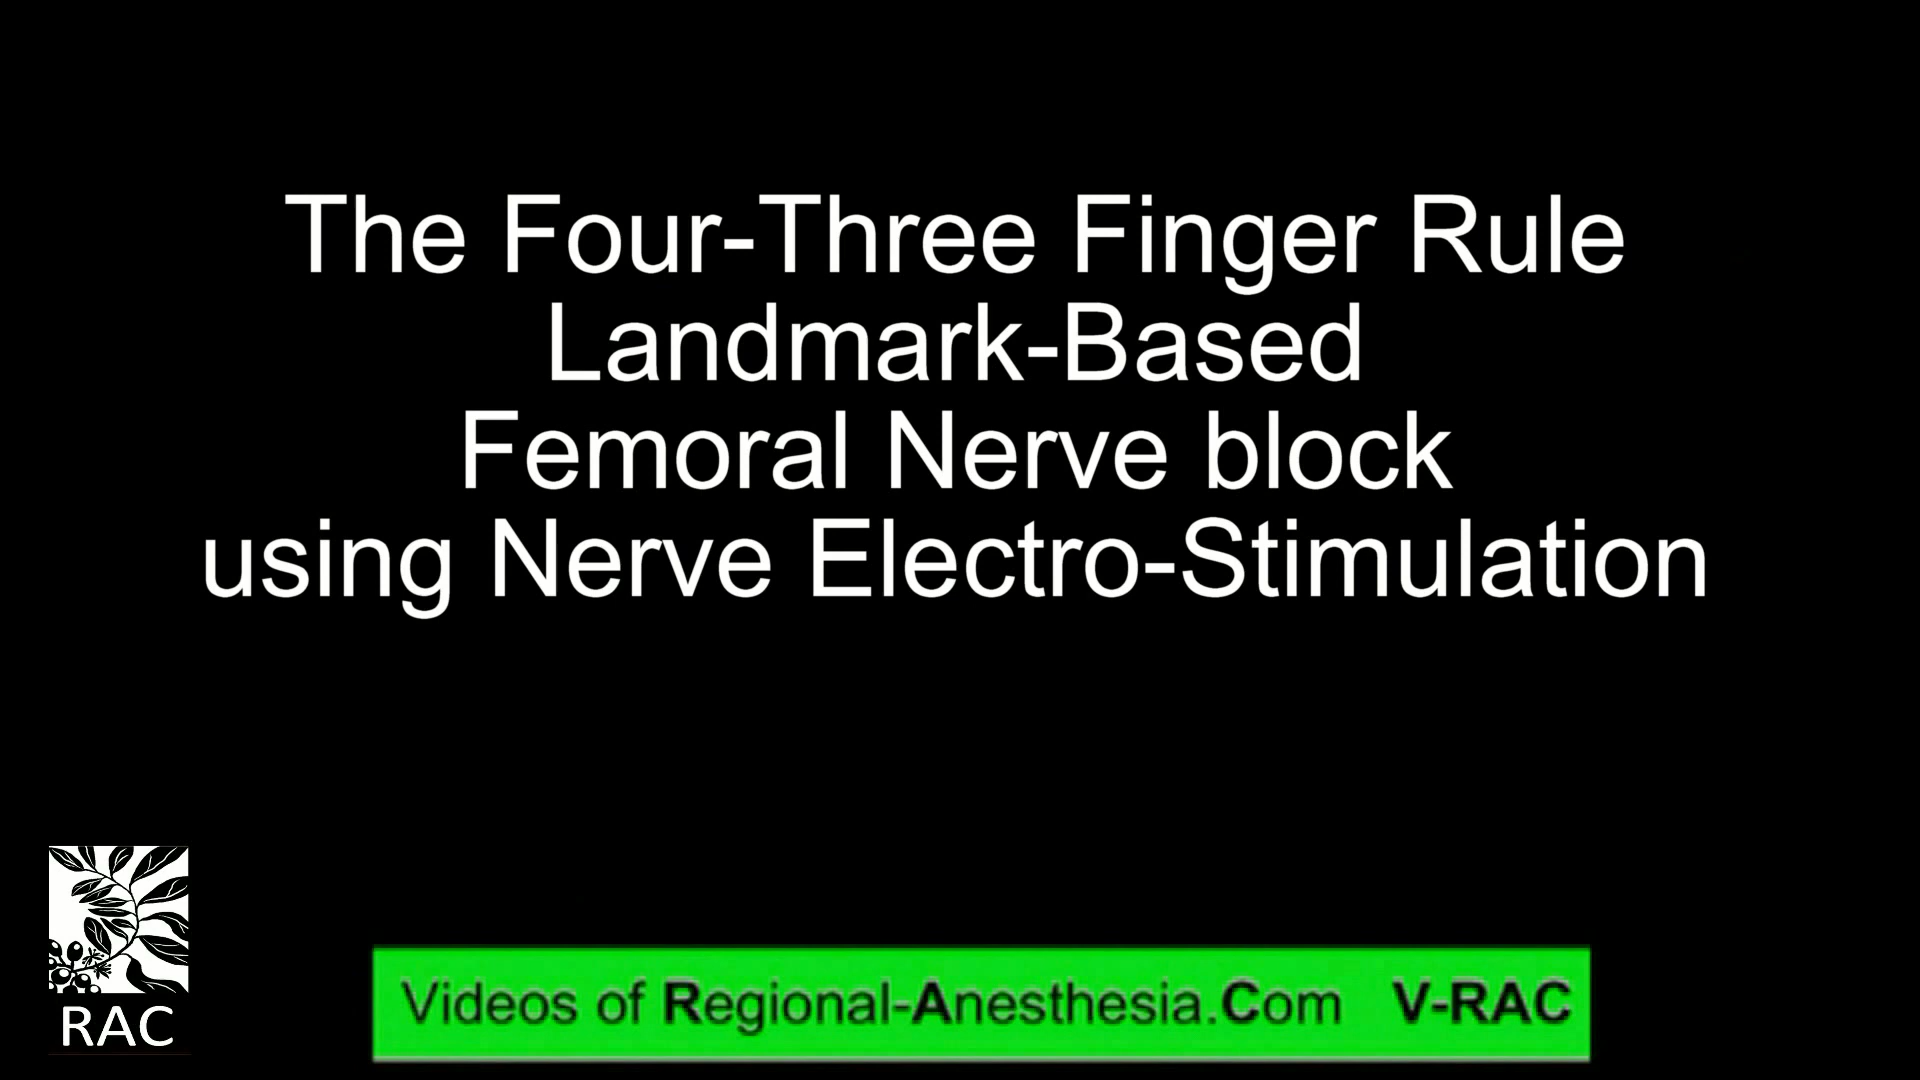 The Four-Three Finger Rule
Landmark-Based
Femoral Nerve block
using Nerve Electro-Stimulation
RAC
Videos of Regional-Anesthesia.Com V-RAC